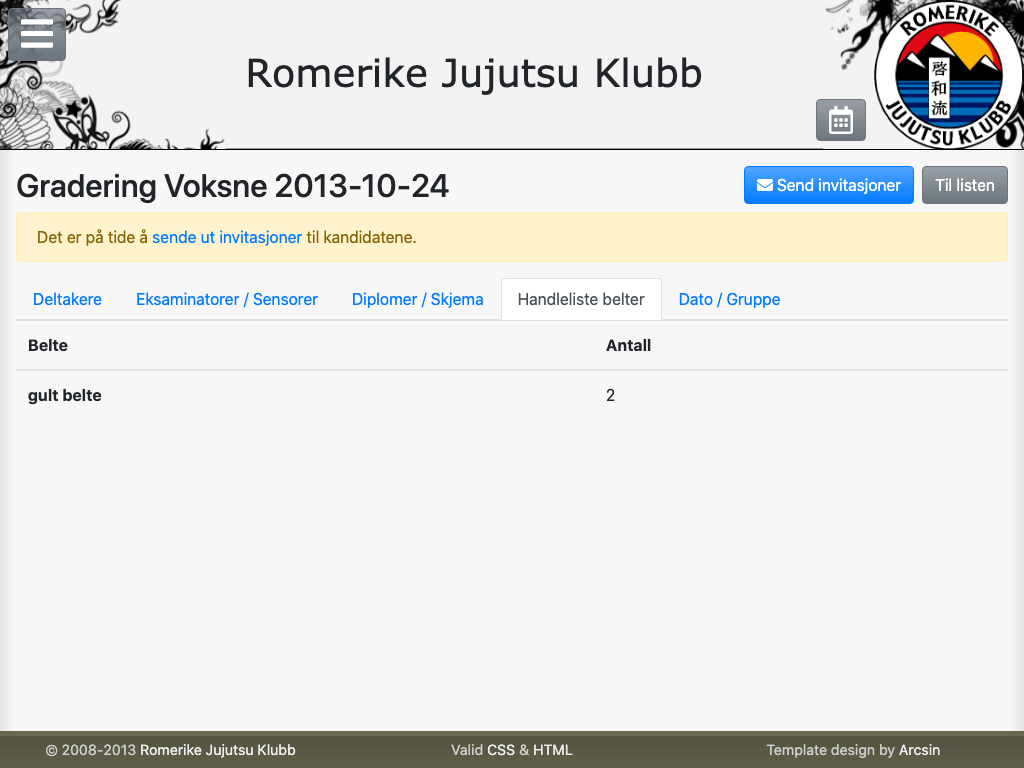 Romerike Jujutsu Klubb
ROMERIKE
啓和流
JUJUTSU KLUBB
Gradering Voksne 2013-10-24
Send invitasjoner
Til listen
Det er på tide å sende ut invitasjoner til kandidatene.
Deltakere Eksaminatorer / Sensorer Diplomer / Skjema Handleliste belter Dato / Gruppe
Belte Antall
gult belte 2
© 2008-2013 Romerike Jujutsu Klubb Valid CSS & HTML Template design by Arcsin